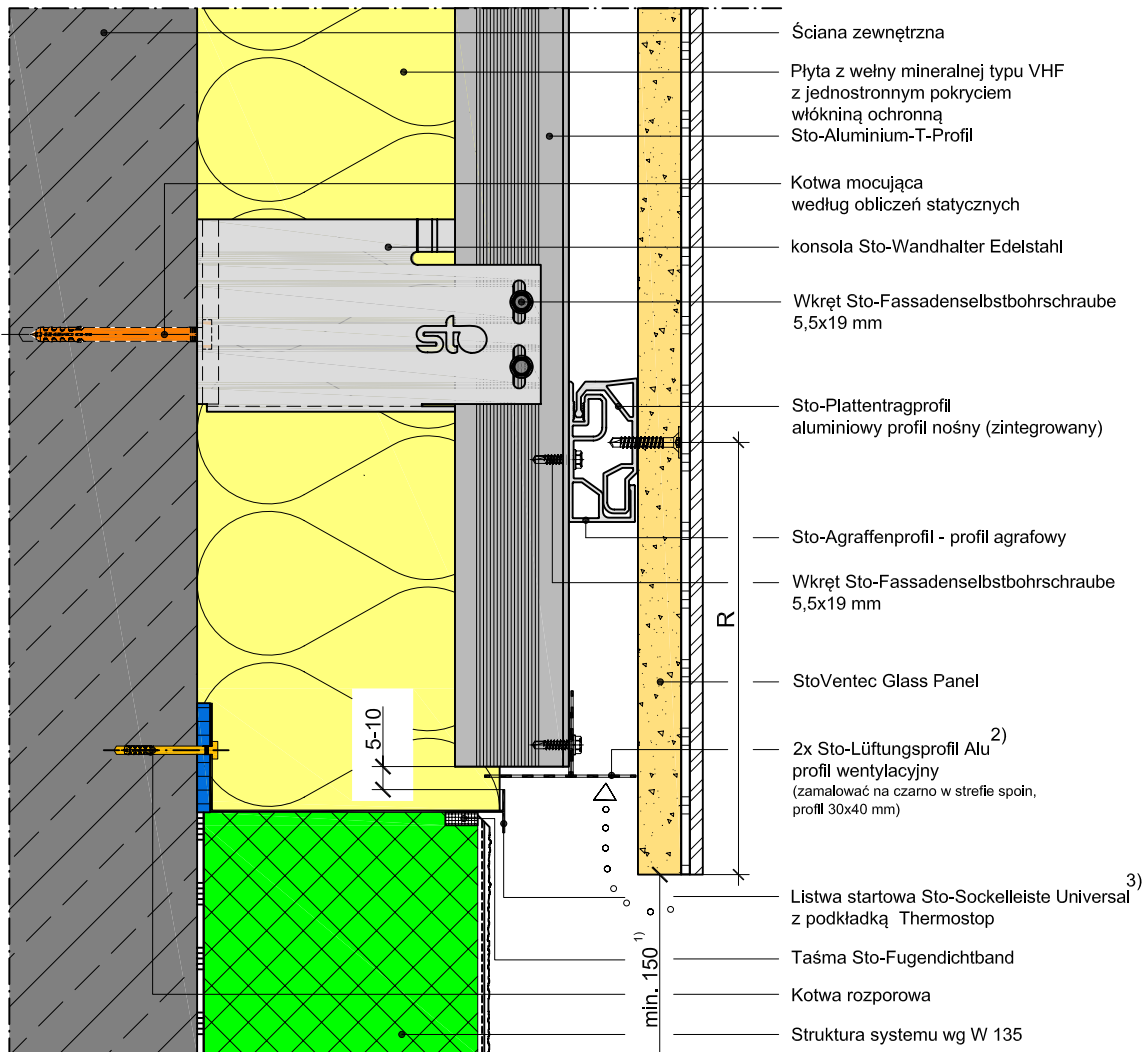 Ściana zewnętrzna
Płyta z wełny mineralnej typu VHF
z jednostronnym pokryciem
włókniną ochronną
Sto-Aluminium-T-Profil
Kotwa mocująca
według obliczeń statycznych
konsola Sto-Wandhalter Edelstahl
Wkręt Sto-Fassadenselbstbohrschraube
5,5x19 mm
sto
Sto-Plattentragprofil
aluminiowy profil nośny (zintegrowany)
Sto-Agraffenprofil - profil agrafowy
Wkręt Sto-Fassadenselbstbohrschraube
5,5x19 mm
R
StoVentec Glass Panel
5-10
2x Sto-Lüftungsprofil Alu 2)
profil wentylacyjny
(zamalować na czarno w strefie spoin,
profil 30x40 mm)
Listwa startowa Sto-Sockelleiste Universal 3)
z podkładką Thermostop
min. 150 1)
Taśma Sto-Fugendichtband
Kotwa rozporowa
Struktura systemu wg W 135